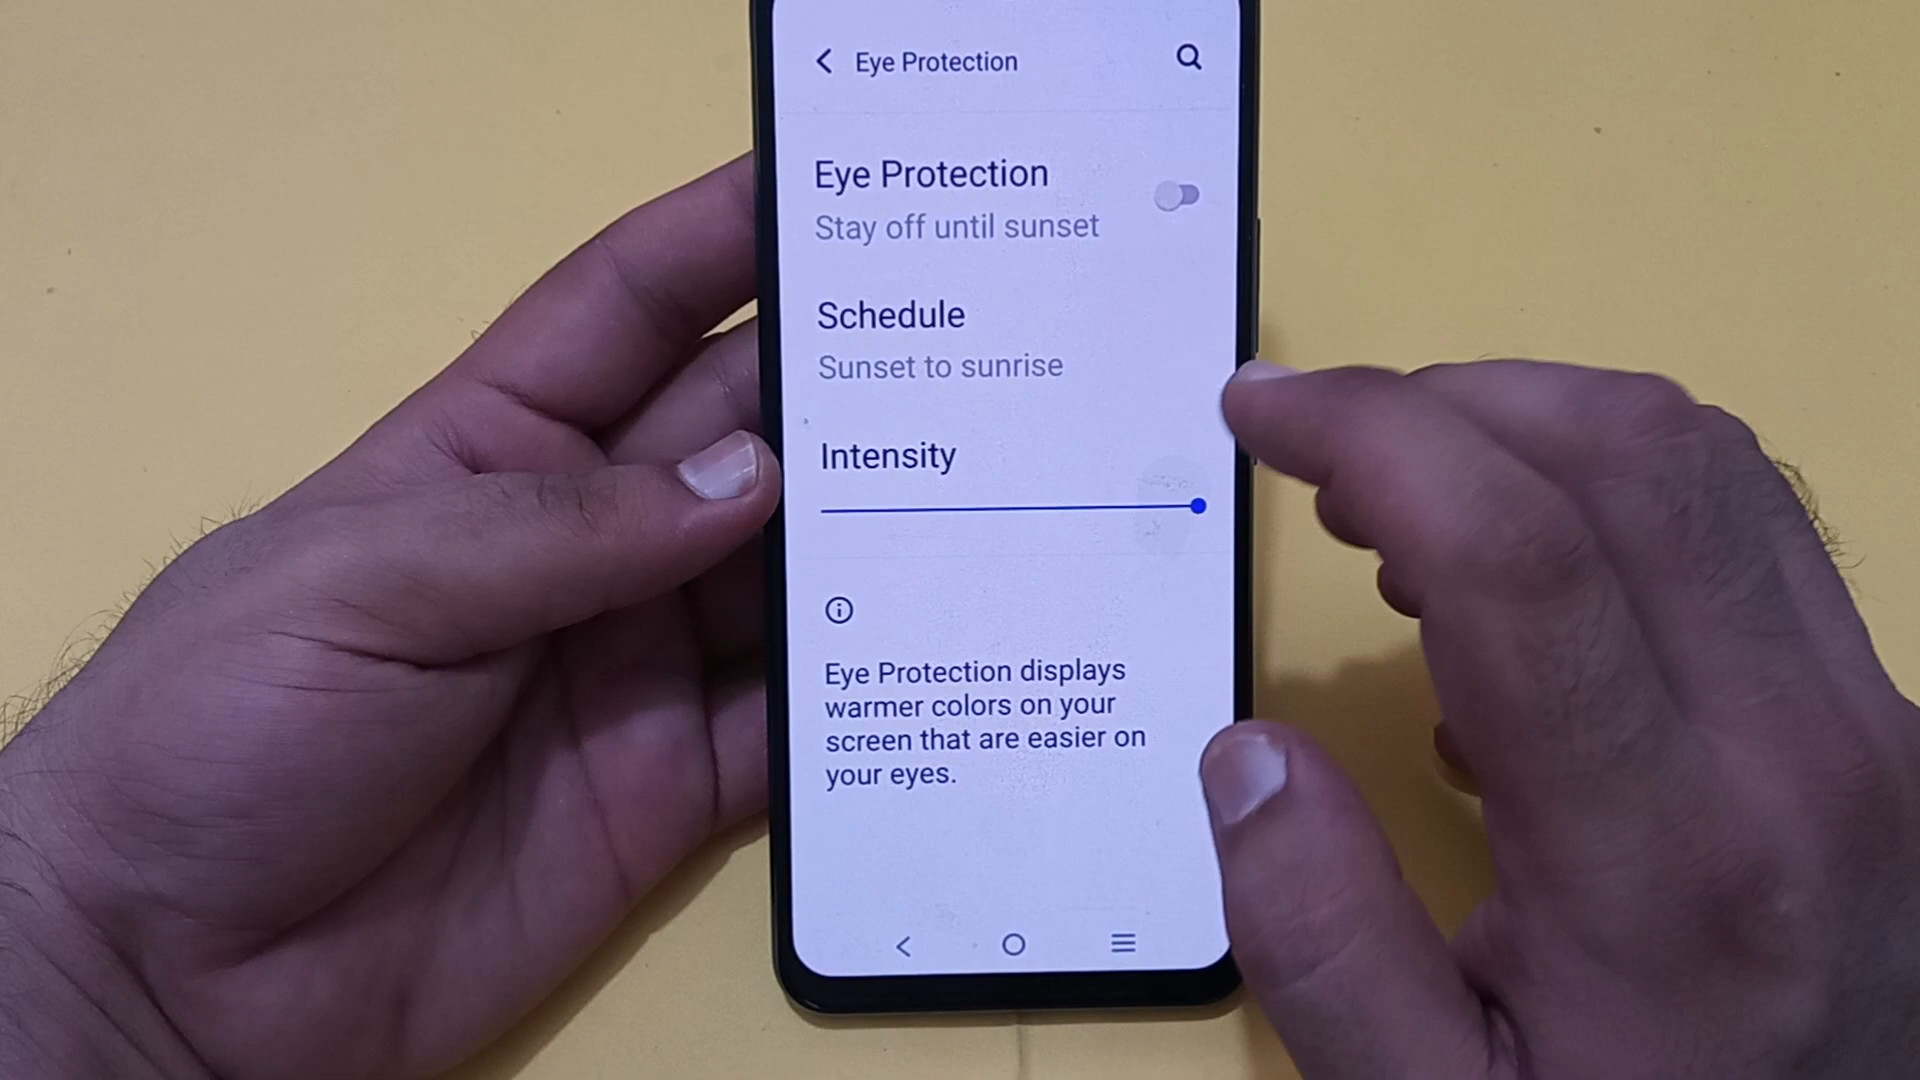 Eye Protection
Eye Protection
Stay off until sunset
Schedule
Sunset to sunrise
Intensity
Eye Protection displays
warmer colors on your
screen that are easier on
your eyes.